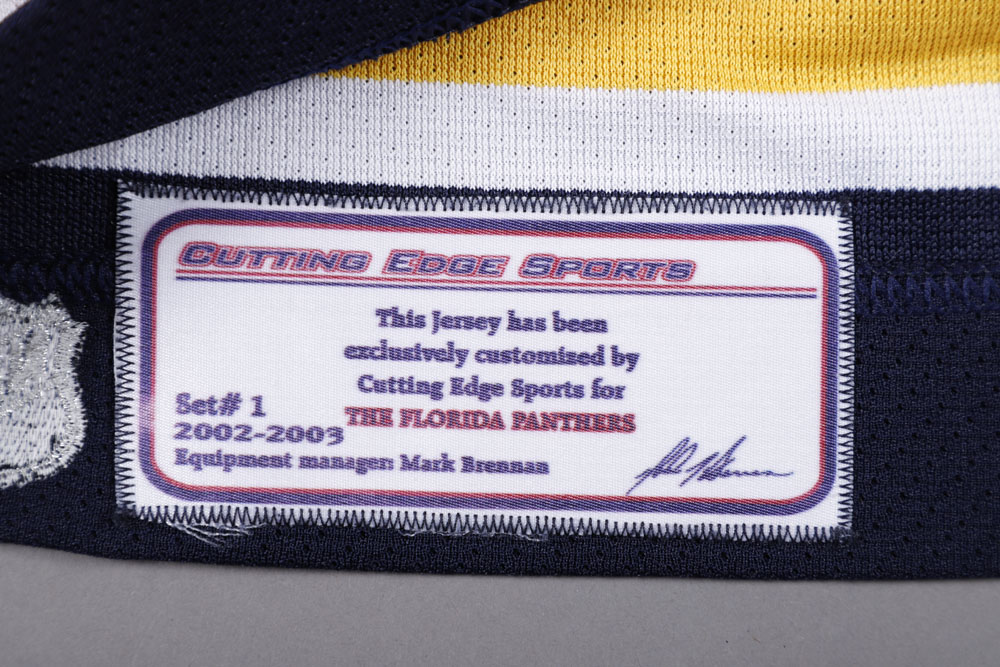 CUTTING EDGE SPORTS
This Jersey has been
exclusively customised by
Cutting Edge Sports for
THE FLORIDA PANTHERS
Set# 1
2002-2003
Equipment manager: Mark Brennan